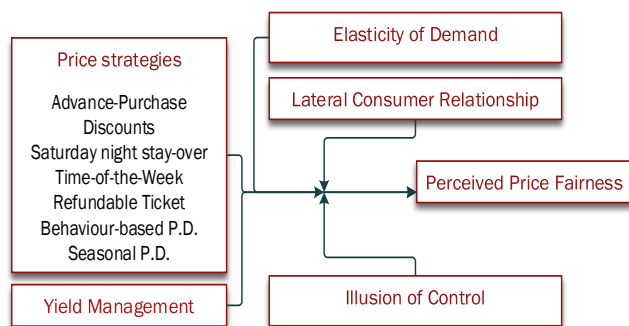 Price strategies
Advance-Purchase
Discounts
Saturday night stay-over
Time-of-the-Week
Refundable Ticket
Behaviour-based P.D.
Seasonal P.D.
Yield Management
Elasticity of Demand
Lateral Consumer Relationship
Perceived Price Fairness
Illusion of Control